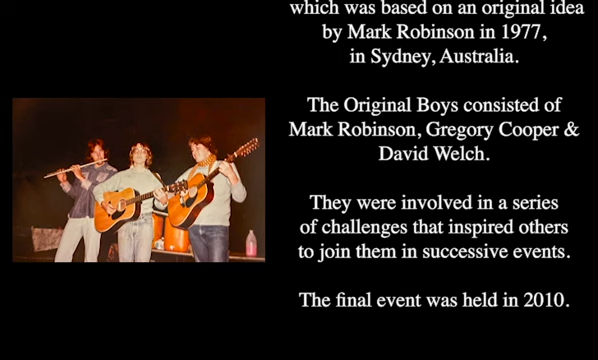 which was based on an original idea
by Mark Robinson in 1977,
in Sydney, Australia.
The Original Boys consisted of
Mark Robinson, Gregory Cooper &
David Welch.
They were involved in a series
of challenges that inspired others
to join them in successive events.
The final event was held in 2010.